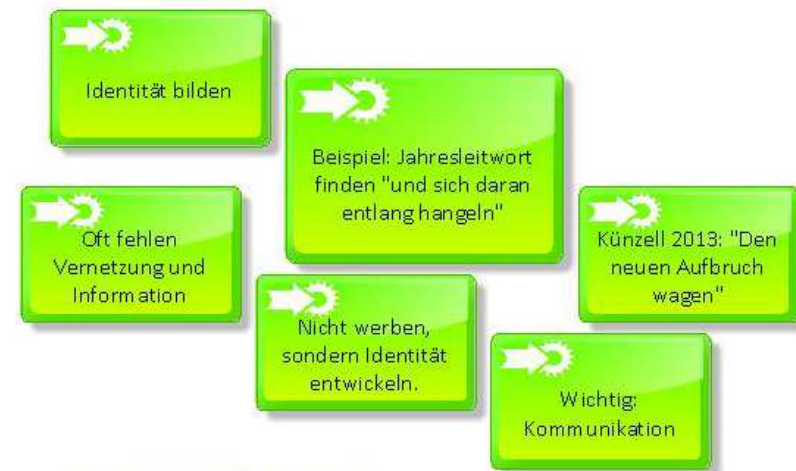 Identität bilden
Beispiel: Jahresleitwort
finden "und sich daran
entlang hangeln"
Oft fehlen
Vernetzung und
Information
Künzell 2013: "Den
neuen Aufbruch
wagen"
Nicht werben,
sondern Identität
entwickeln.
Wichtig:
Kommunikation